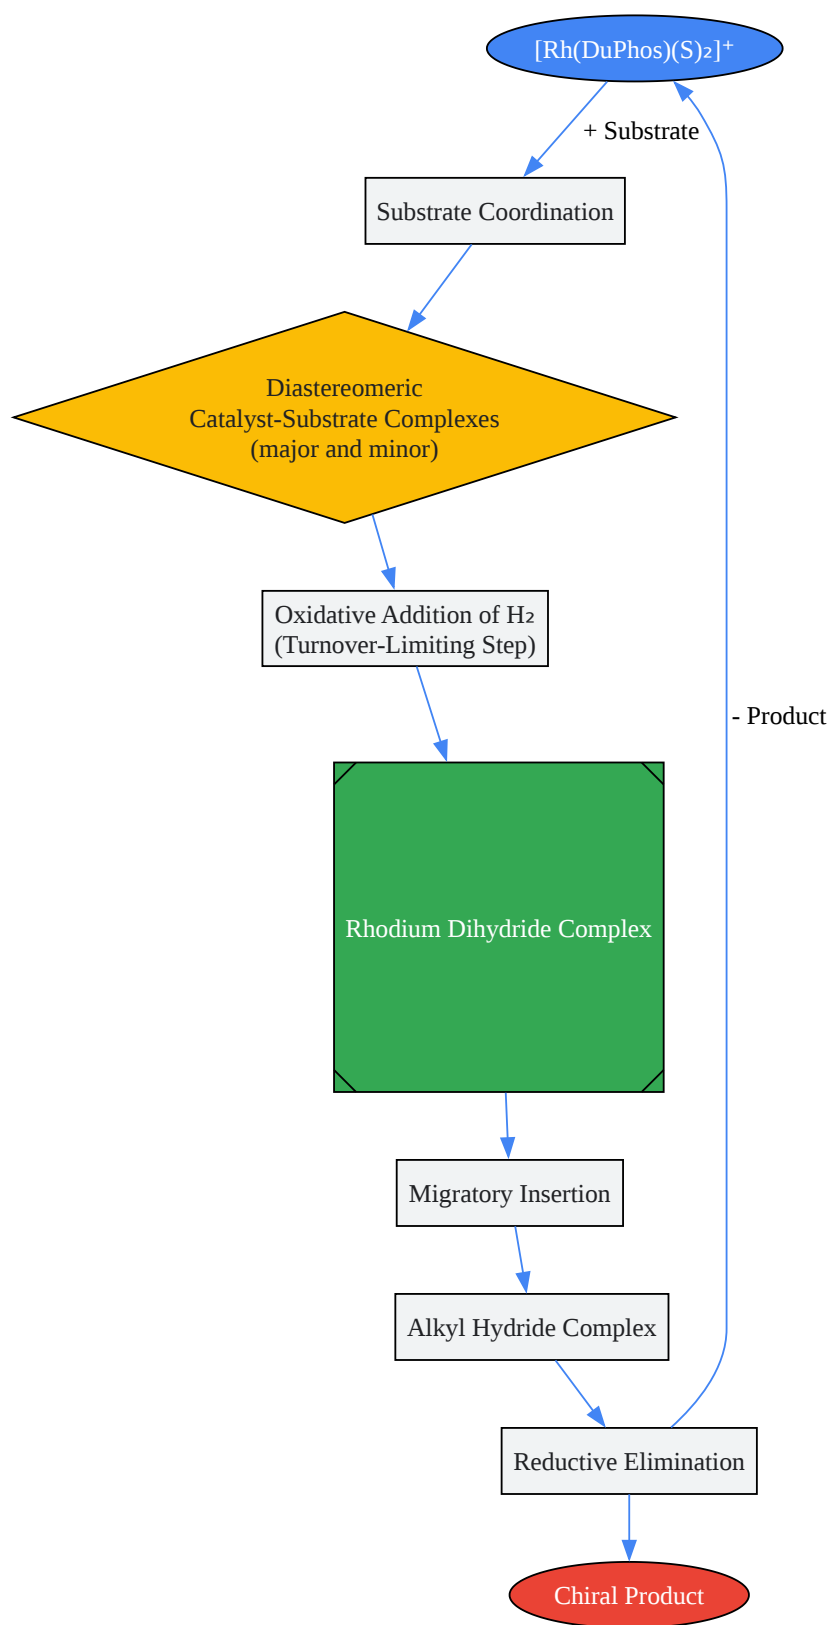 [Rh(DuPhos)(S)₂]⁺
+ Substrate
Substrate Coordination
Diastereomeric
Catalyst-Substrate Complexes
(major and minor)
Oxidative Addition of H₂
(Turnover-Limiting Step)
- Product
Rhodium Dihydride Complex
Migratory Insertion
Alkyl Hydride Complex
Reductive Elimination
Chiral Product